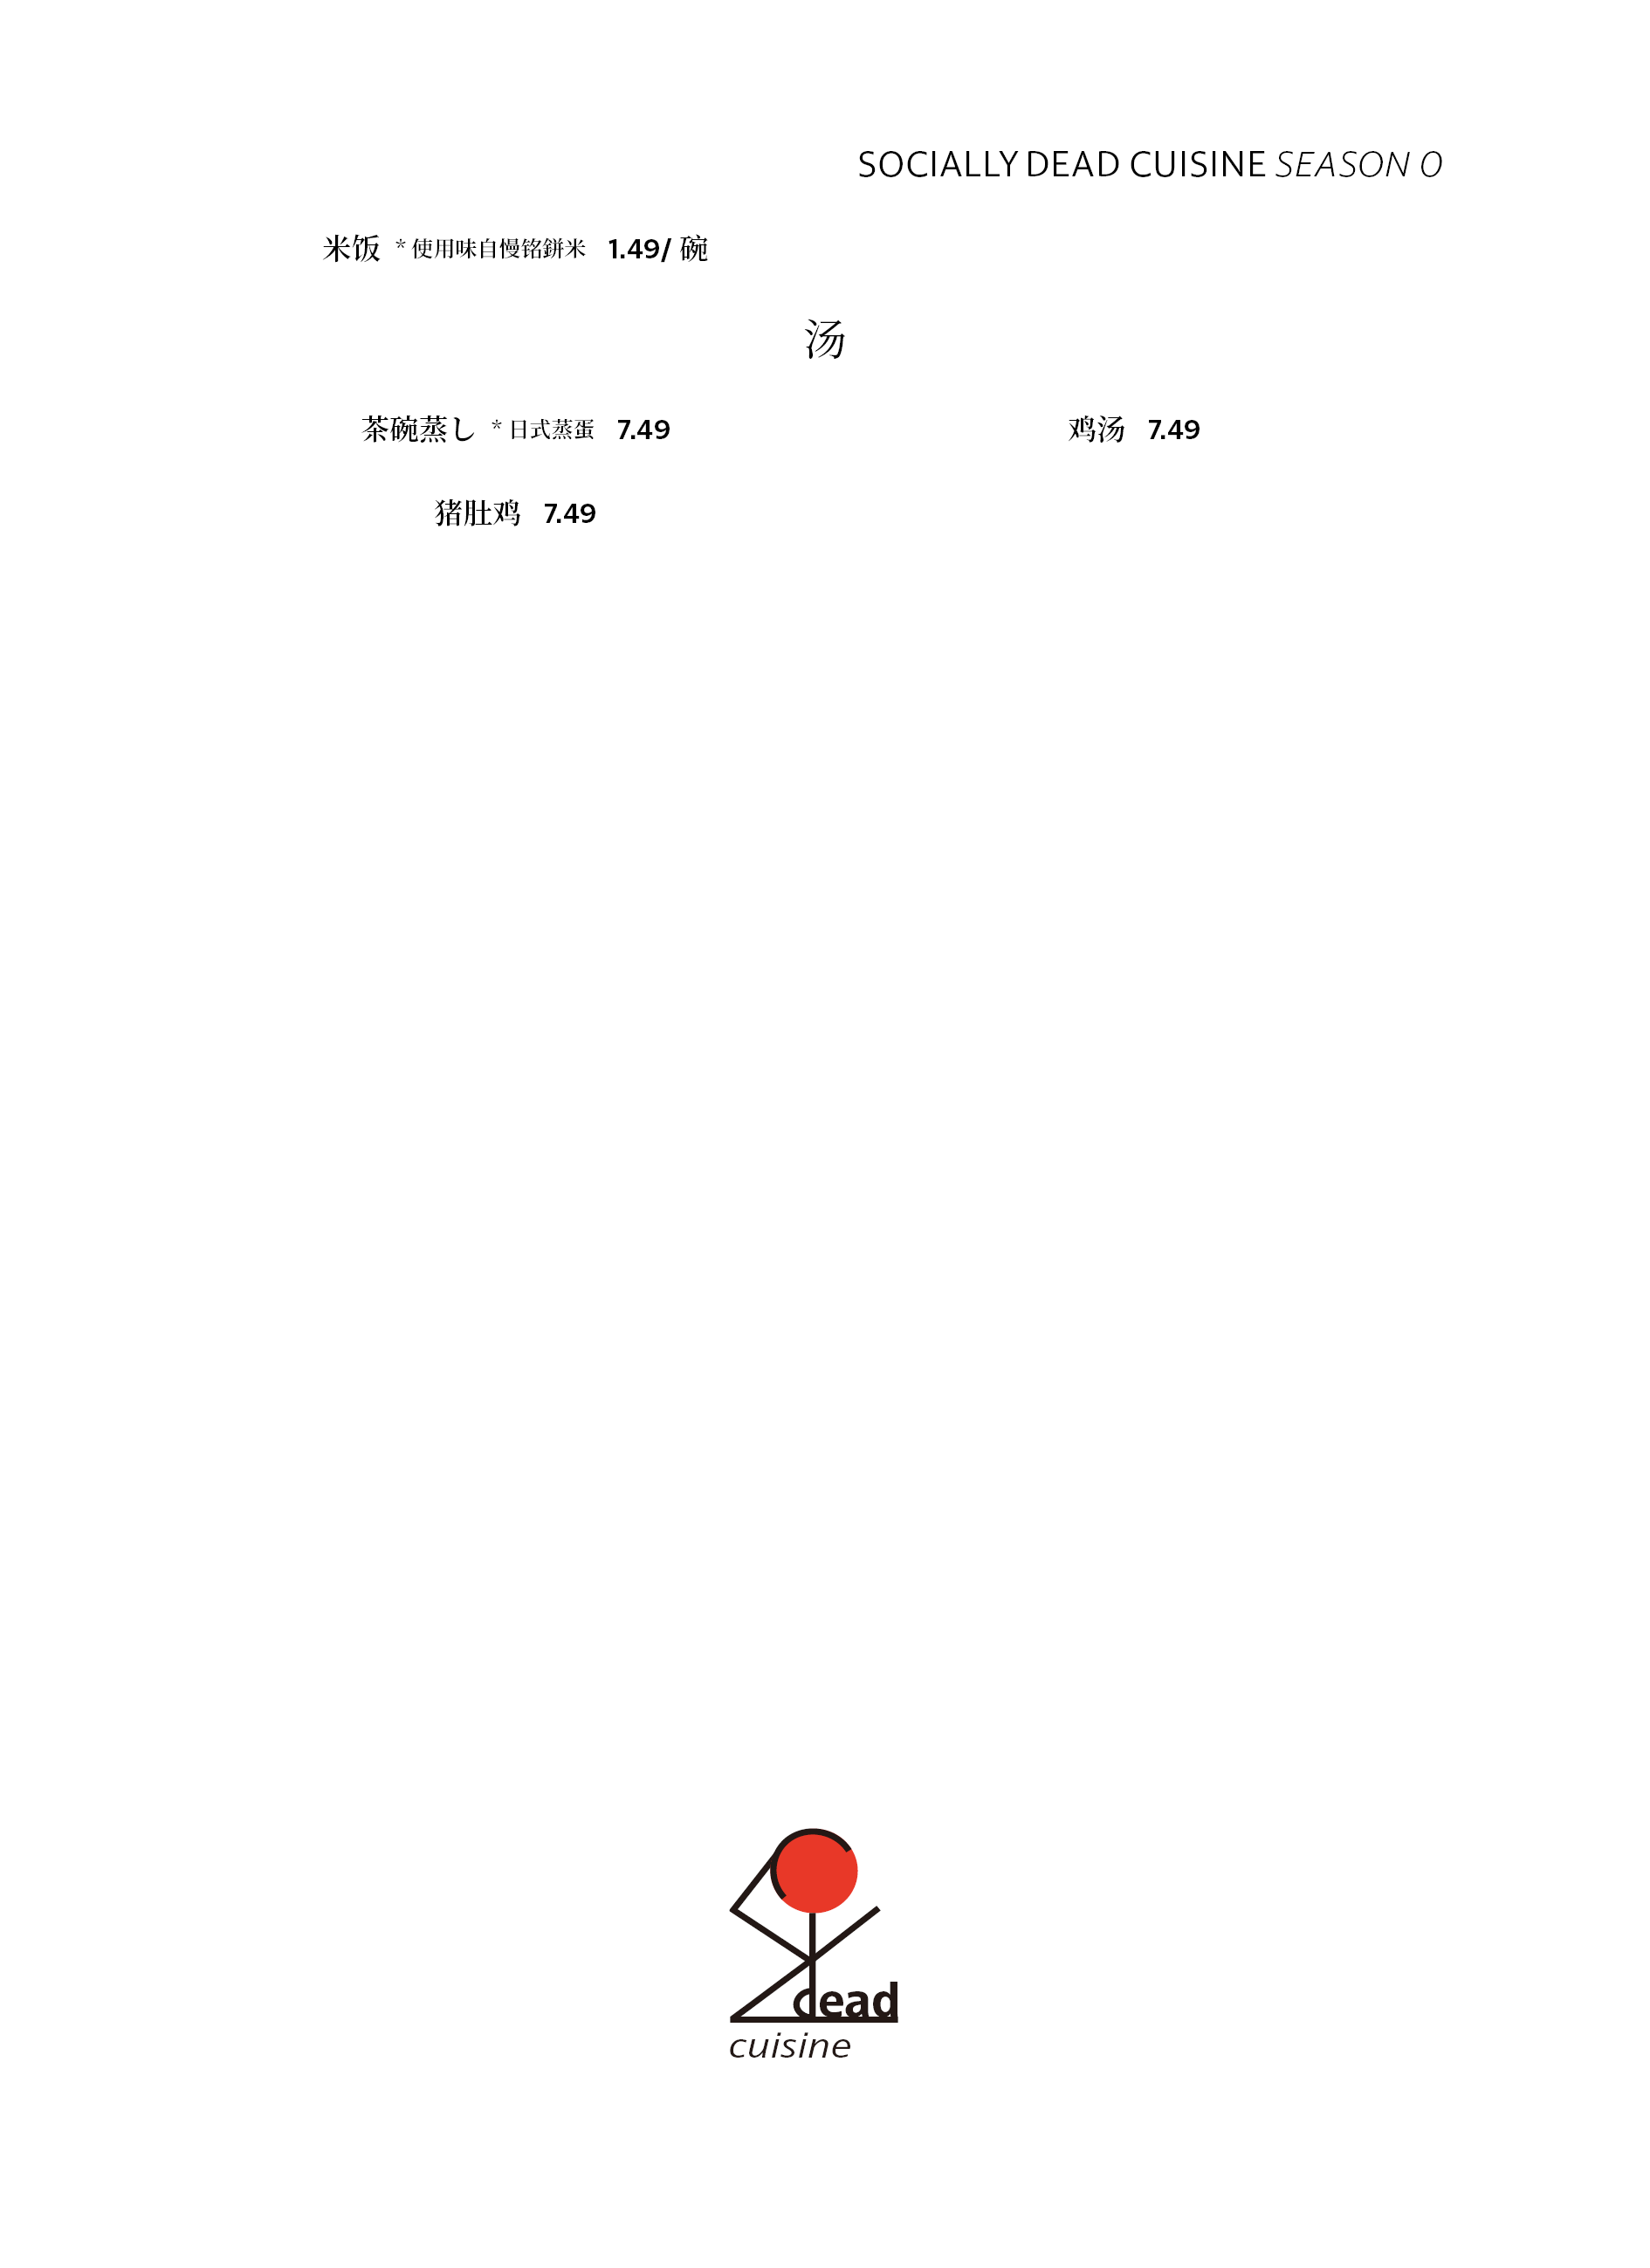 SOCIALLY DEAD CUISINE SEASON 0
米饭 * 使用味自慢铭餅米 1.49/ 碗
汤
茶碗蒸し * 日式蒸蛋 7.49
鸡汤 7.49
猪肚鸡 7.49
dead
cuisine